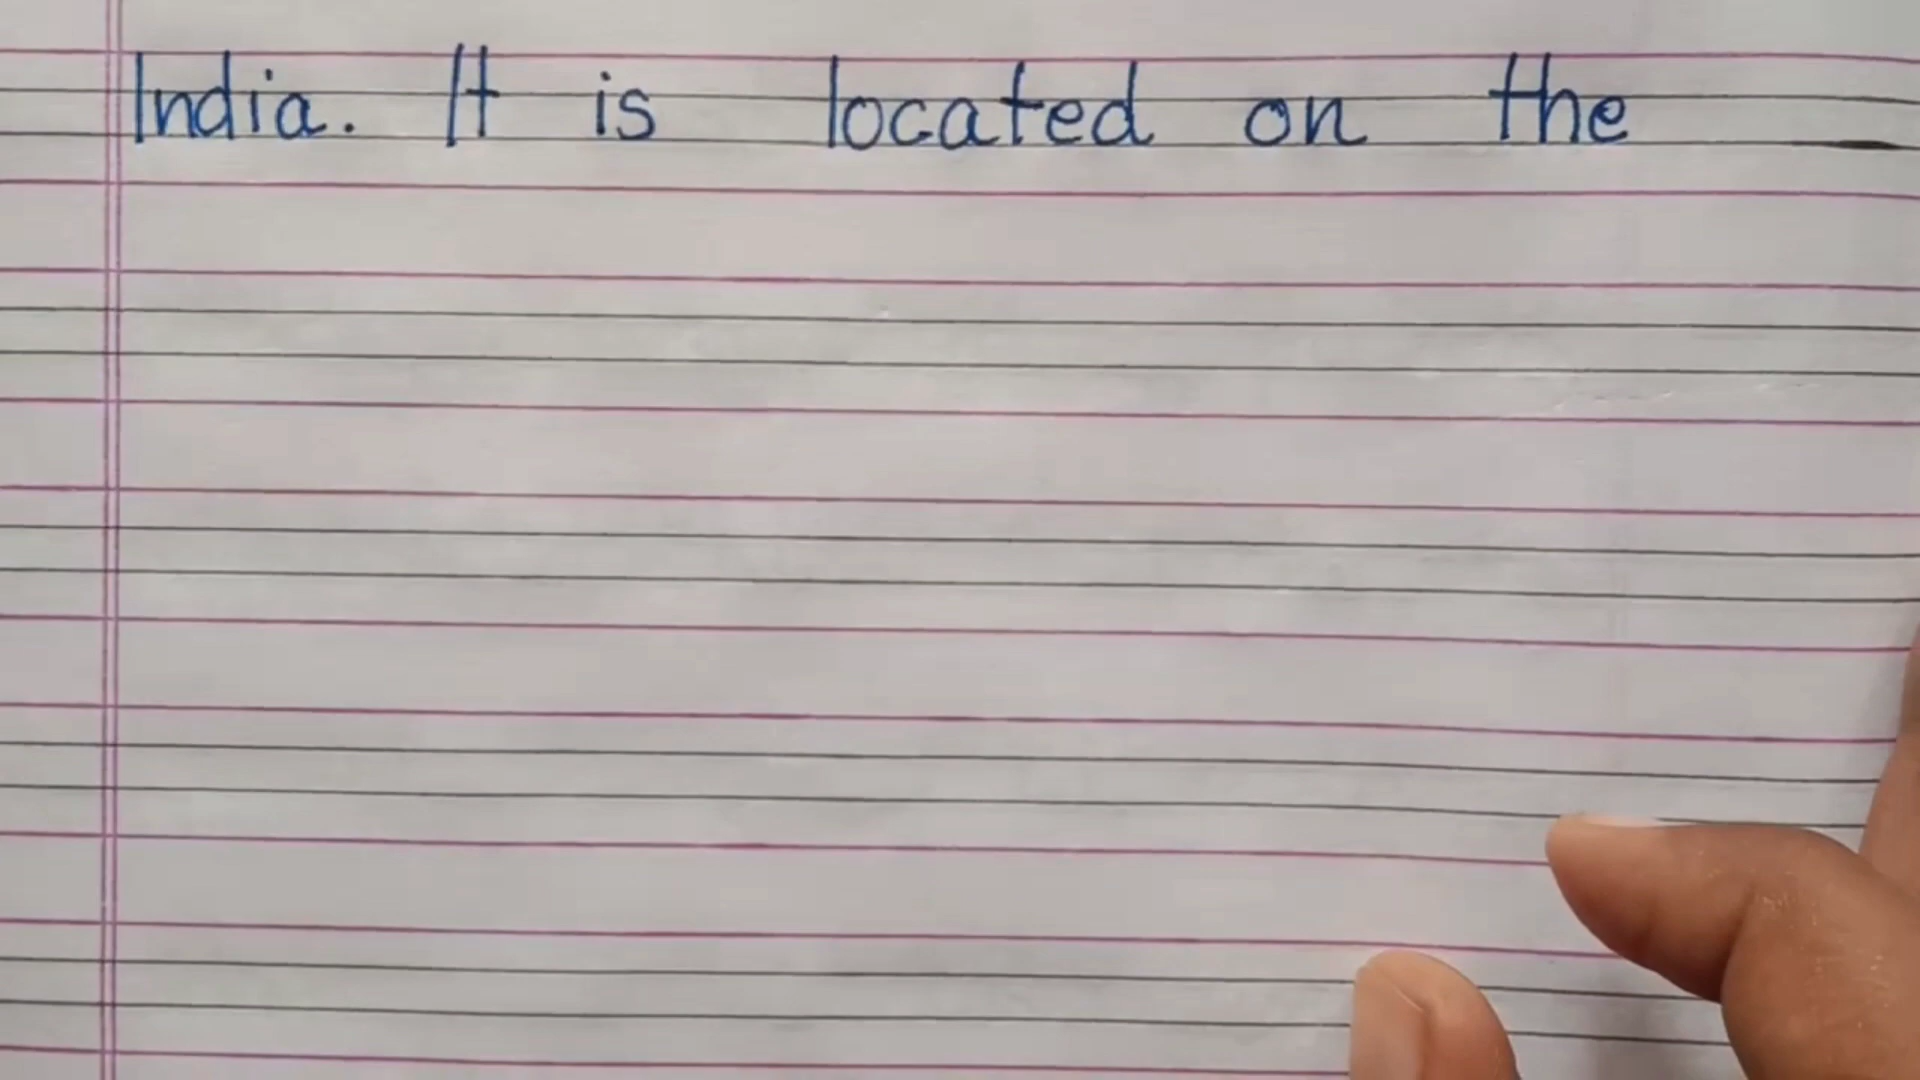 India. It is located on the